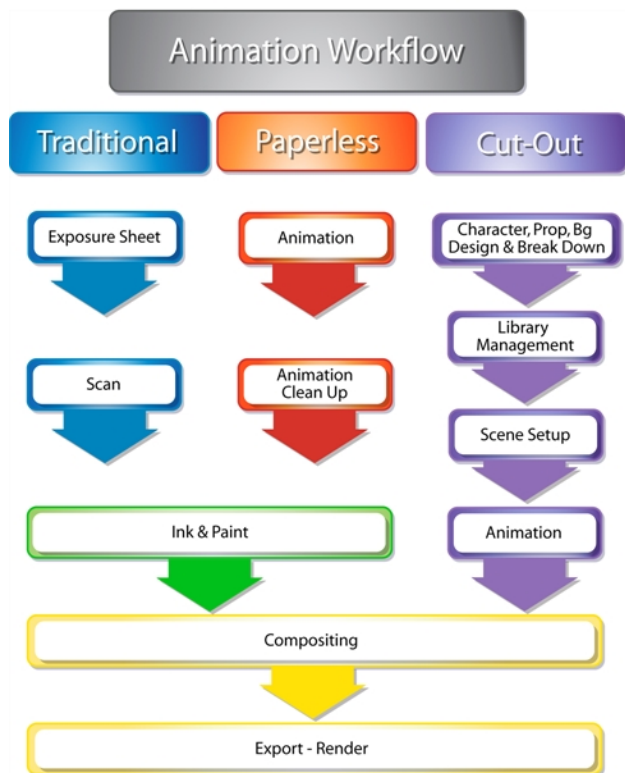 Animation Workflow
Traditional
Paperless
Cut-Out
Exposure Sheet
Scan
Animation
Animation
Clean Up
Ink & Paint
Character, Prop, Bg
Design & Break Down
Library
Management
Scene Setup
Animation
Compositing
Export - Render